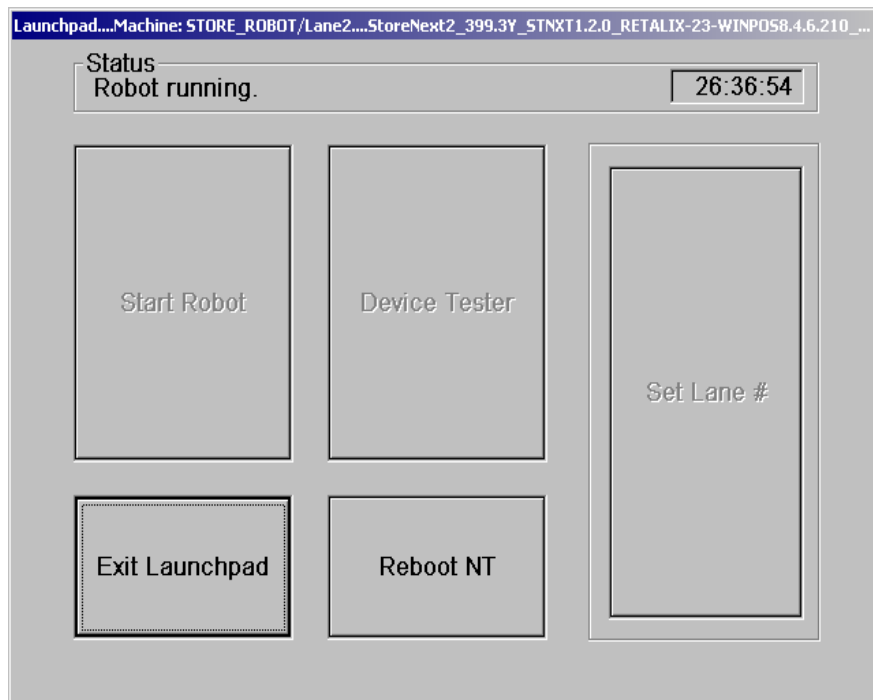 Launchpad....Machine: STORE_ROBOT/Lane2....StoreNext2_399.3Y_STNXT1.2.0_RETALIX-23-WINPOS8.4.6.210_...
Status
Robot running.
26:36:54
Start Robot
Device Tester
Set Lane #
Exit Launchpad
Reboot NT